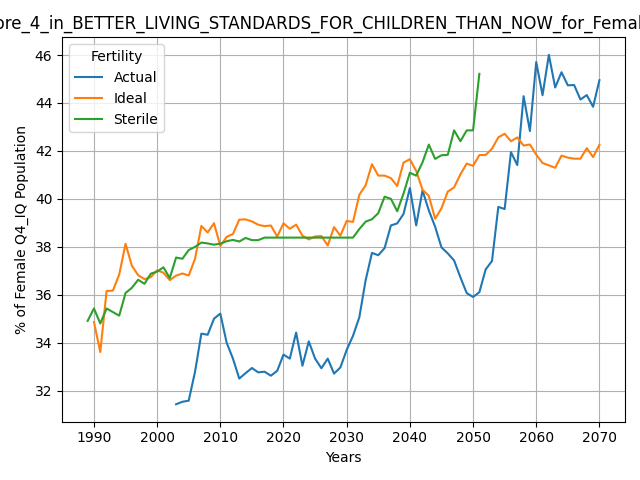 ore_4_in_BETTER_LIVING_STANDARDS_FOR_CHILDREN_THAN_NOW_for_Femal
Fertility
Actual
Ideal
Sterile
% of Female Q4_IQ Population
46
44
42
40
38
36
34
32
1990 2000 2010 2020 2030 2040 2050 2060 2070
Years